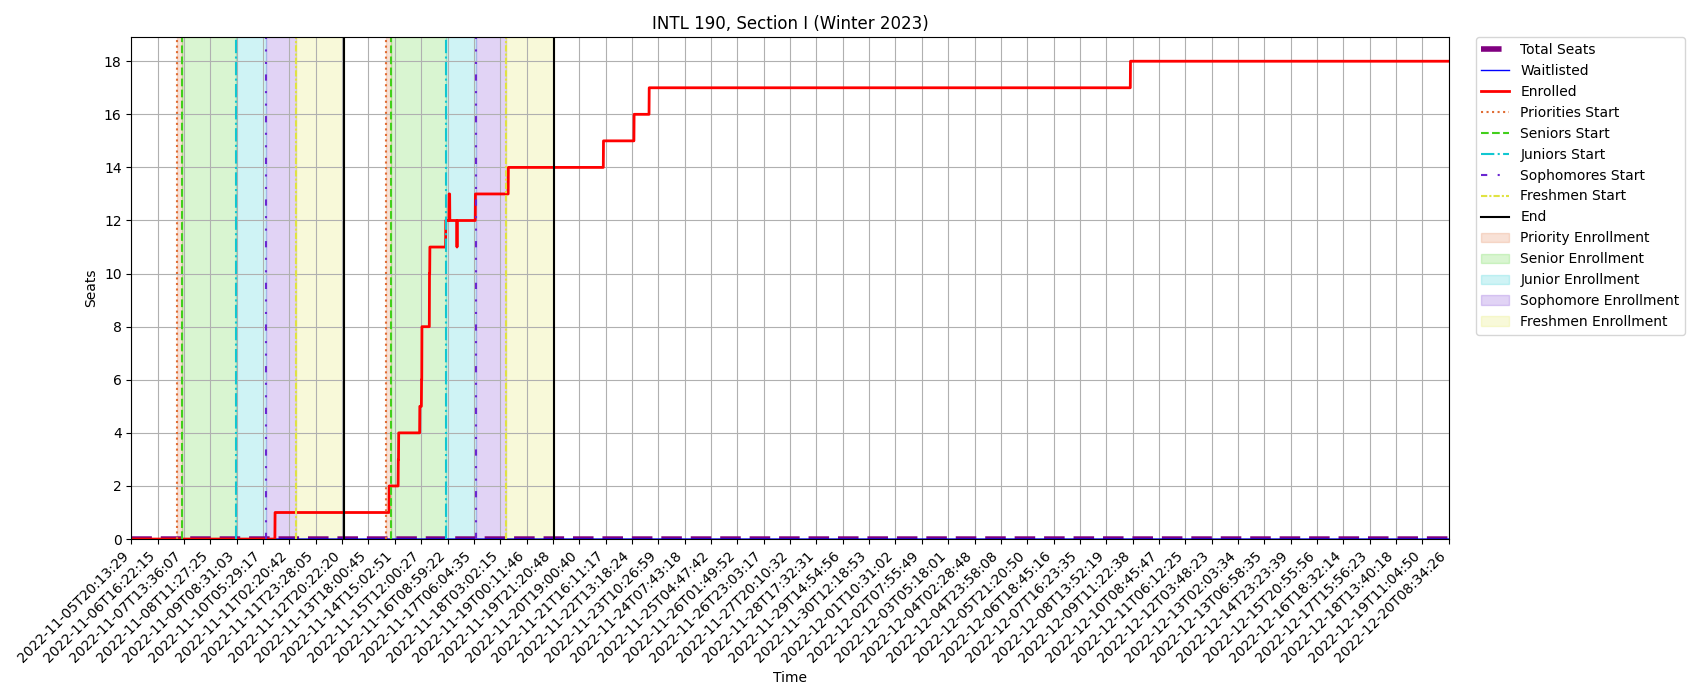 INTL 190, Section I (Winter 2023)
Total Seats
Waitlisted
Enrolled
Priorities Start
Seniors Start
Juniors Start
Sophomores Start
Freshmen Start
End
Priority Enrollment
Senior Enrollment
Junior Enrollment
Sophomore Enrollment
Freshmen Enrollment
Seats
18
16
14
12
10
8
6
4
2
0
2022-11-05T20:13:29
2022-11-06T16:22:15
2022-11-07T13:36:07
2022-11-08T11:27:25
2022-11-09T08:31:03
2022-11-10T05:29:17
2022-11-11T02:20:42
2022-11-11T23:28:05
2022-11-12T20:22:20
2022-11-13T18:00:45
2022-11-14T15:02:51
2022-11-15T12:00:27
2022-11-16T08:59:22
2022-11-17T06:04:35
2022-11-18T03:02:15
2022-11-19T00:11:46
2022-11-19T21:20:48
2022-11-20T19:00:40
2022-11-21T16:11:17
2022-11-22T13:18:24
2022-11-23T10:26:59
2022-11-24T07:43:18
2022-11-25T04:47:42
2022-11-26T01:49:52
2022-11-26T23:03:17
2022-11-27T20:10:32
2022-11-28T17:32:31
2022-11-29T14:54:56
2022-11-30T12:18:53
2022-12-01T10:31:02
2022-12-02T07:55:49
2022-12-03T05:18:01
2022-12-04T02:28:48
2022-12-04T23:58:08
2022-12-05T21:20:50
2022-12-06T18:45:16
2022-12-07T16:23:35
2022-12-08T13:52:19
2022-12-09T11:22:38
2022-12-10T08:45:47
2022-12-11T06:12:25
2022-12-12T03:48:23
2022-12-13T02:03:34
2022-12-13T06:58:35
2022-12-14T23:23:39
2022-12-15T20:55:56
2022-12-16T18:32:14
2022-12-17T15:56:23
2022-12-18T13:40:18
2022-12-19T11:04:50
2022-12-20T08:34:26
Time